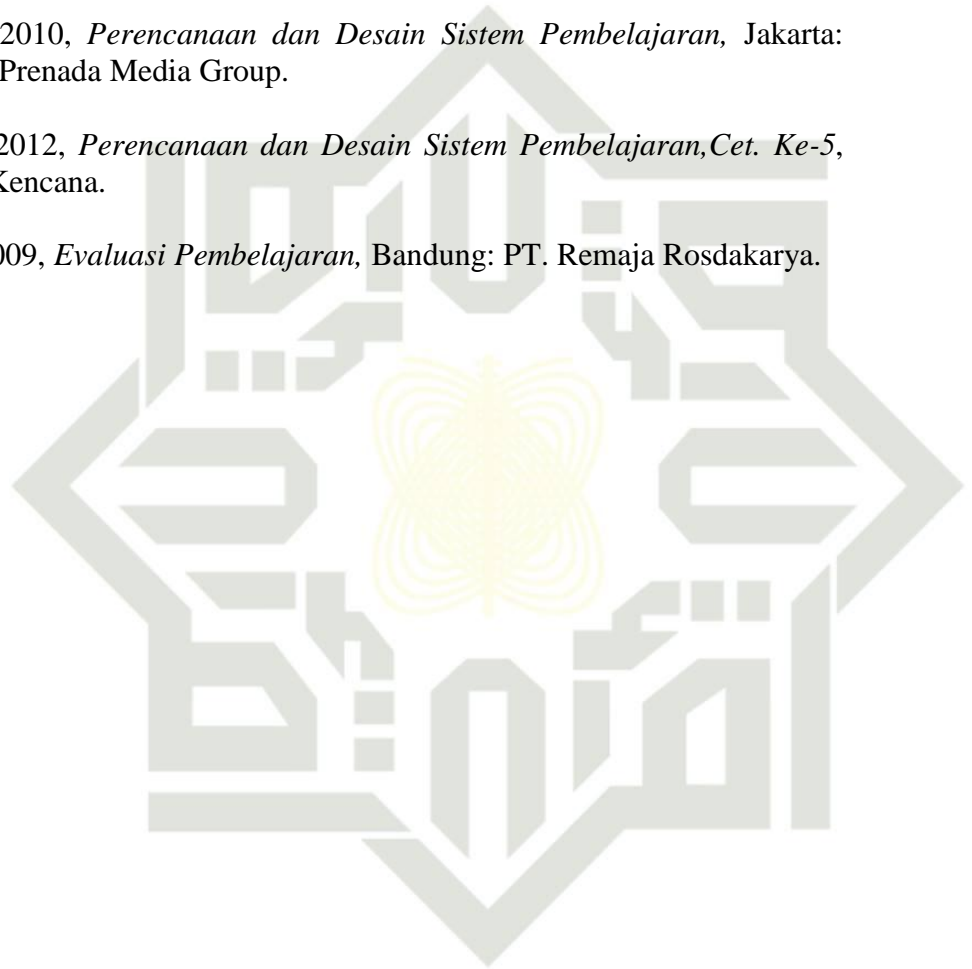 2010, Perencanaan dan Desain Sistem Pembelajaran, Jakarta:
Prenada Media Group.
2012, Perencanaan dan Desain Sistem Pembelajaran,Cet. Ke-5,
Kencana.
009, Evaluasi Pembelajaran, Bandung: PT. Remaja Rosdakarya.